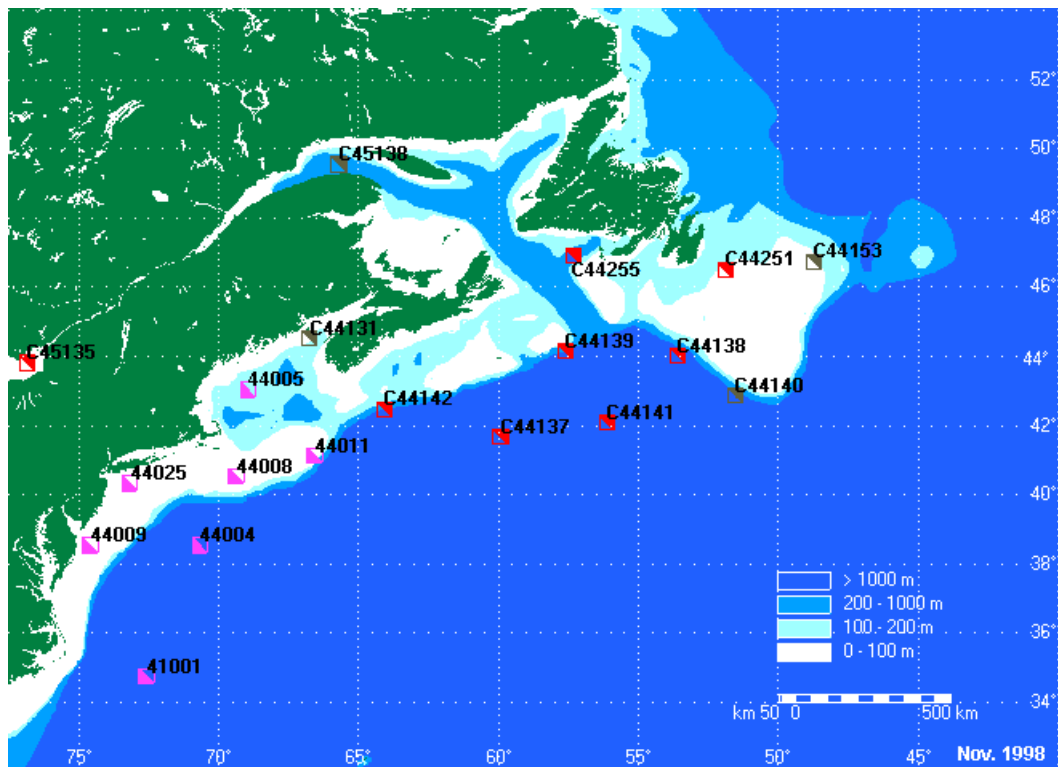 52°
50°
C45138
48°
C44153
C44251
C44255
46°
C44131
C44139
C44138
44°
C45135
44005
C44140
C44142
C44141
42°
C44137
44011
44008
44025
40°
44009
44004
38°
> 1000 m
200 - 1000 m
36°
100 - 200 m
0 - 100 m
41001
34°
km 50 0 500 km
75° 70° 65° 60° 55° 50° 45° Nov. 1998